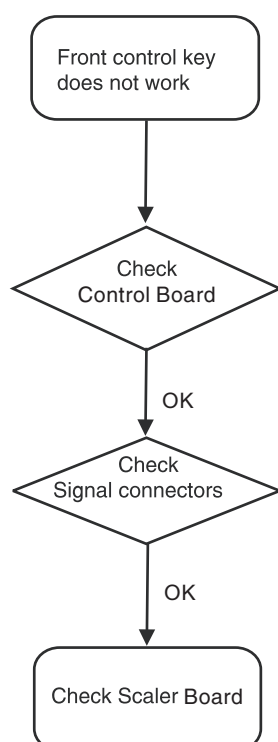 Front control key
does not work
Check
Control Board
OK
Check
Signal connectors
OK
Check Scaler Board